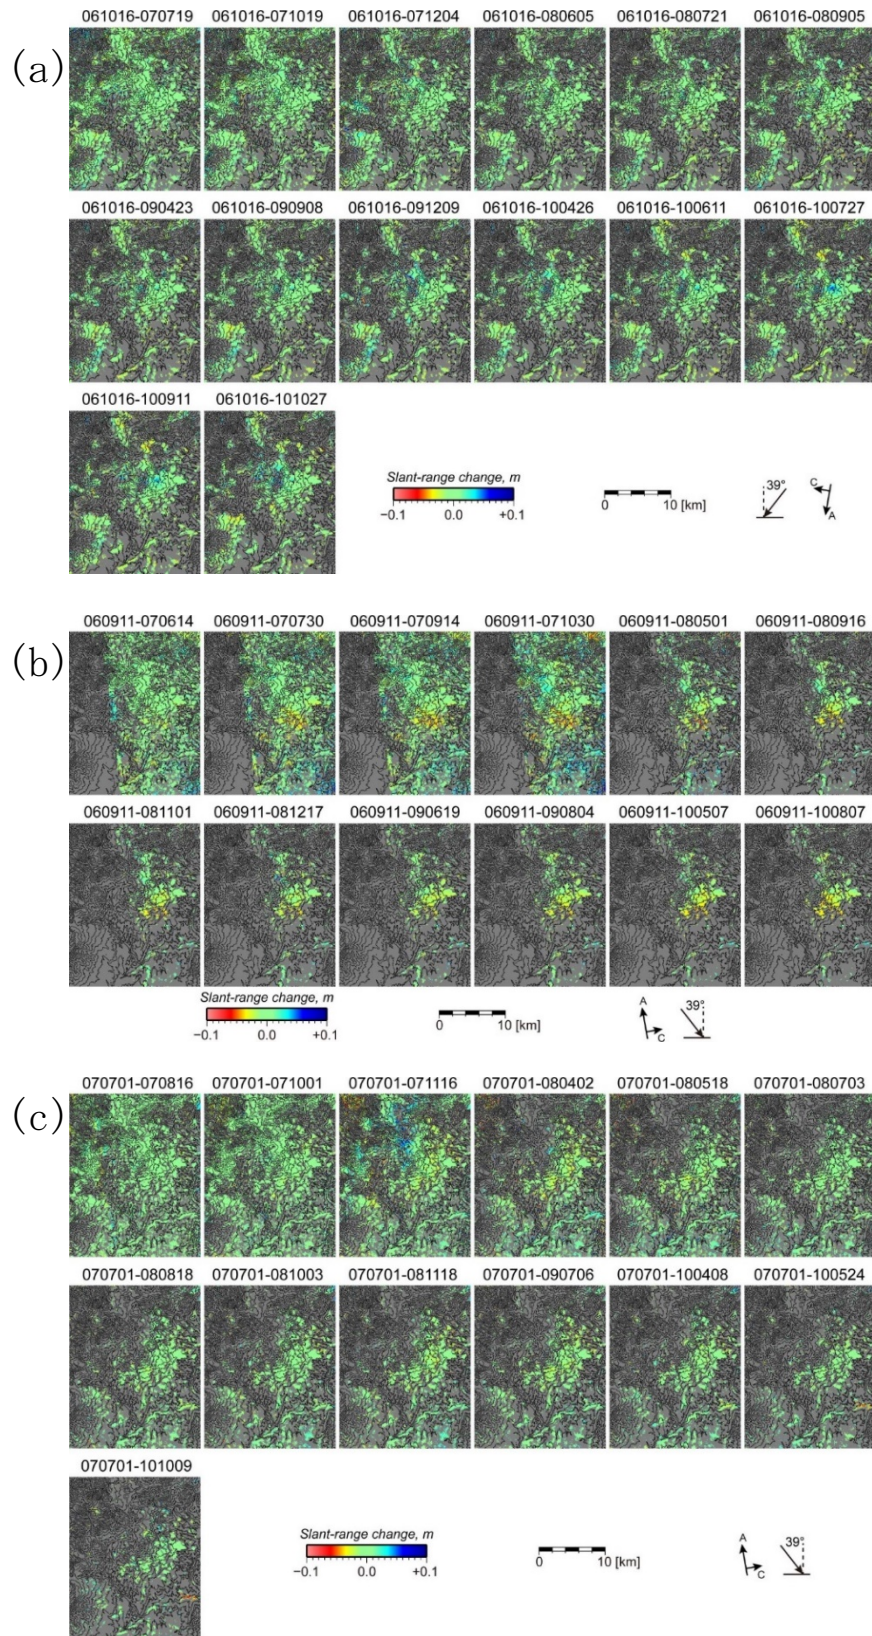 (a)
061016-070719 061016-071019 061016-071204 061016-080605 061016-080721 061016-080905
061016-090423 061016-090908 061016-091209 061016-100426 061016-100611 061016-100727
061016-100911 061016-101027
Slant-range change, m
−0.1 0.0 +0.1
0 10 [km]
39°
C
A
(b)
060911-070614 060911-070730 060911-070914 060911-071030 060911-080501 060911-080916
060911-081101 060911-081217 060911-090619 060911-090804 060911-100507 060911-100807
Slant-range change, m
−0.1 0.0 +0.1
0 10 [km]
A
C
39°
(c)
070701-070816 070701-071001 070701-071116 070701-080402 070701-080518 070701-080703
070701-080818 070701-081003 070701-081118 070701-090706 070701-100408 070701-100524
070701-101009
Slant-range change, m
−0.1 0.0 +0.1
0 10 [km]
A
C
39°